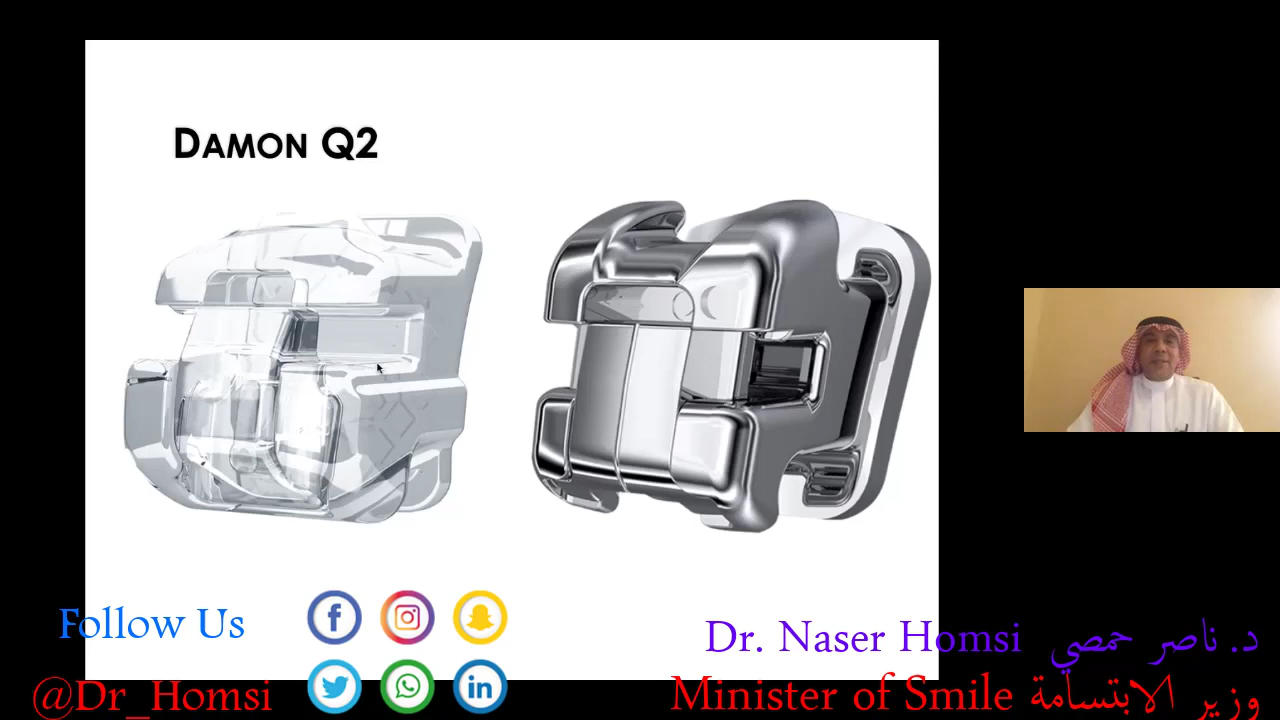 DAMON Q2
Follow Us
@Dr_Homsi
Dr. Naser Homsi د. ناصر حمصي
Minister of Smile وزير الابتسامة